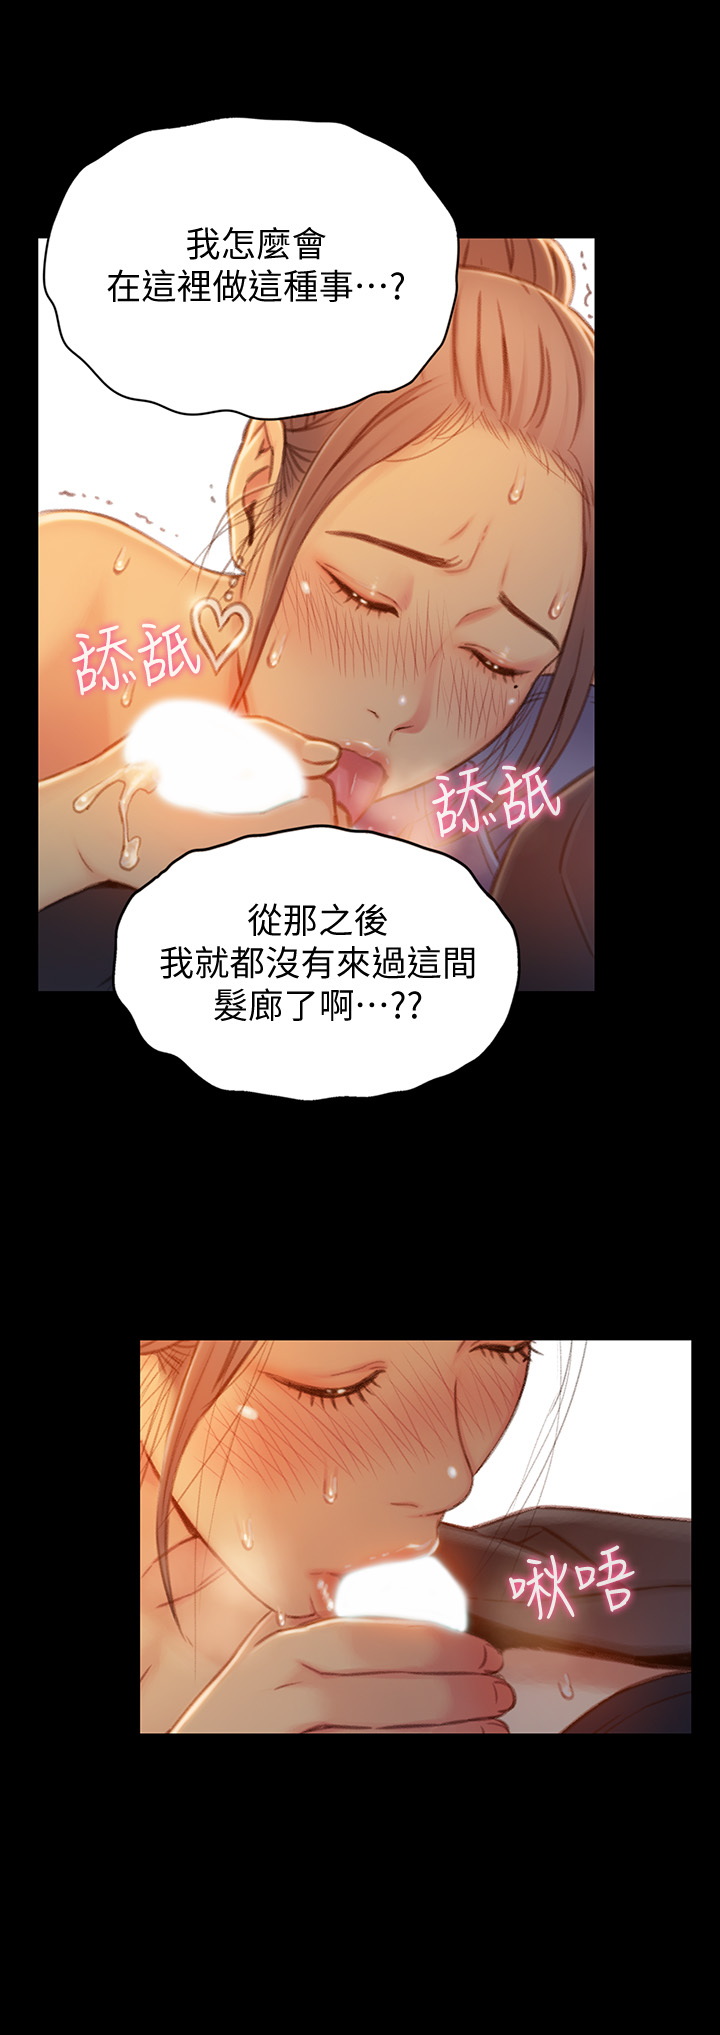 我怎麼會
在這裡做這種事…?
舔舐♡
舔舐
從那之後
我就都沒有來過這間
髮廊了啊…??
啾唔